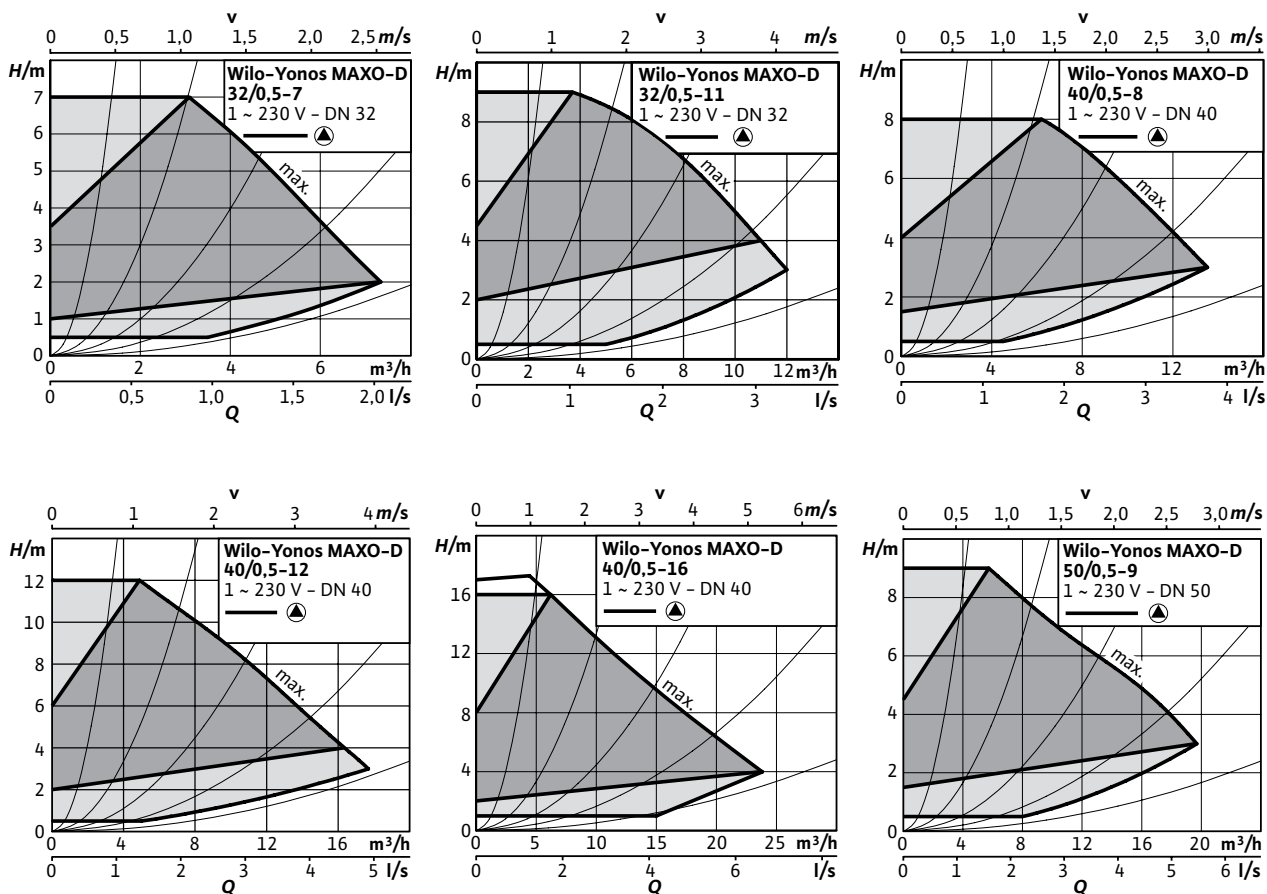 v
0 0,5 1,0 1,5 2,0 2,5 m/s
H/m
Wilo-Yonos MAXO-D
32/0,5-7
1 ~ 230 V – DN 32
7
6
5
4
3
2
1
0
max.
0 2 4 6 m³/h
0 0,5 1,0 1,5 2,0 l/s
Q
v
0 1 2 3 4 m/s
H/m
Wilo-Yonos MAXO-D
32/0,5-11
1 ~ 230 V – DN 32
8
6
4
2
0
max.
0 2 4 6 8 10 12 m³/h
0 1 2 3 l/s
Q
v
0 0,5 1,0 1,5 2,0 2,5 3,0 m/s
H/m
Wilo-Yonos MAXO-D
40/0,5-8
1 ~ 230 V – DN 40
8
6
4
2
0
max.
0 4 8 12 m³/h
0 1 2 3 4 l/s
Q
v
0 1 2 3 4 m/s
H/m
Wilo-Yonos MAXO-D
40/0,5-12
1 ~ 230 V – DN 40
12
10
8
6
4
2
0
max.
0 4 8 12 16 m³/h
0 1 2 3 4 5 l/s
Q
v
0 1 2 3 4 5 6 m/s
H/m
Wilo-Yonos MAXO-D
40/0,5-16
1 ~ 230 V – DN 40
16
12
8
4
0
max.
0 5 10 15 20 25 m³/h
0 2 4 6 l/s
Q
v
0 0,5 1,0 1,5 2,0 2,5 3,0 m/s
H/m
Wilo-Yonos MAXO-D
50/0,5-9
1 ~ 230 V – DN 50
8
6
4
2
0
max.
0 4 8 12 16 20 m³/h
0 1 2 3 4 5 6 l/s
Q